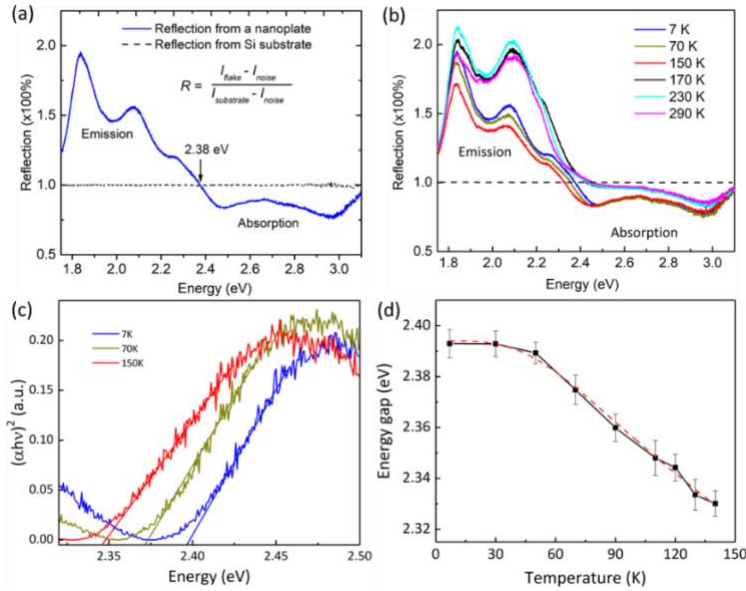 (a)
Reflection from a nanoplate
Reflection from Si substrate
R = (I_flake - I_noise) / (I_substrate - I_noise)
2.38 eV
Emission
Absorption
Reflection (x100%)
2.0
1.5
1.0
0.5
1.8 2.0 2.2 2.4 2.6 2.8 3.0
Energy (eV)
(b)
7 K
70 K
150 K
170 K
230 K
290 K
Emission
Absorption
Reflection (x100%)
2.0
1.5
1.0
0.5
1.8 2.0 2.2 2.4 2.6 2.8 3.0
Energy (eV)
(c)
7K
70K
150K
(αhν)² (a.u.)
0.20
0.15
0.10
0.05
0.00
2.35 2.40 2.45 2.50
Energy (eV)
(d)
Energy gap (eV)
2.40
2.38
2.36
2.34
2.32
0 30 60 90 120 150
Temperature (K)